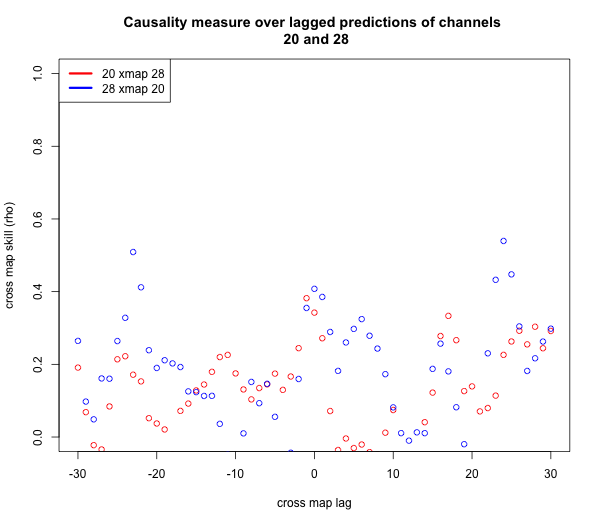 Causality measure over lagged predictions of channels
20 and 28
20 xmap 28
28 xmap 20
cross map skill (rho)
1.0
0.8
0.6
0.4
0.2
0.0
-30 -20 -10 0 10 20 30
cross map lag